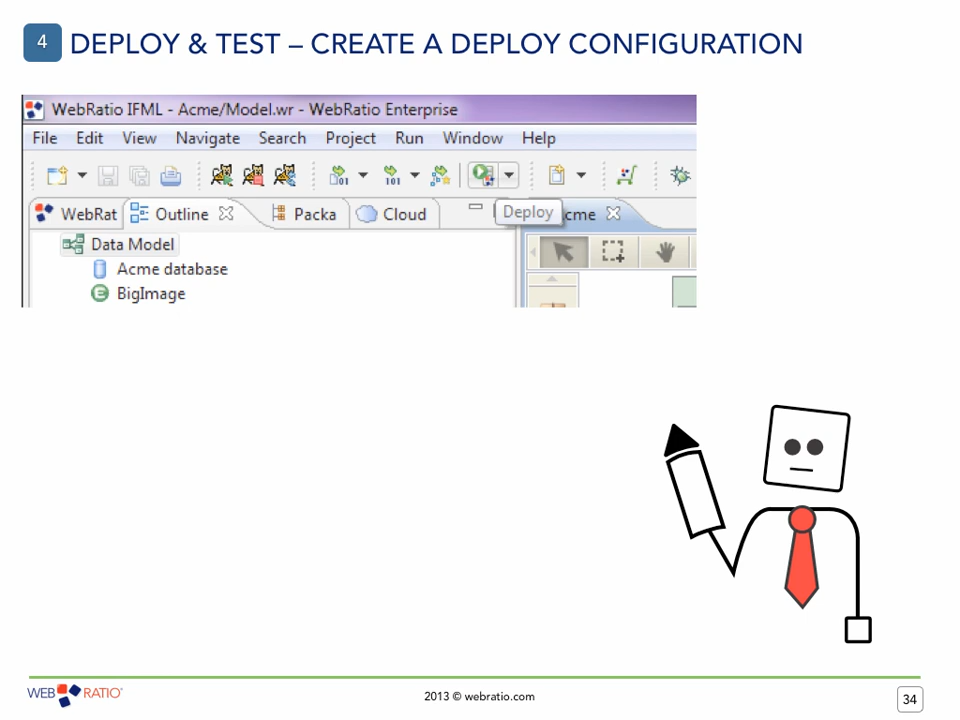 4 DEPLOY & TEST – CREATE A DEPLOY CONFIGURATION
WebRatio IFML - Acme/Model.wr - WebRatio Enterprise
File Edit View Navigate Search Project Run Window Help
WebRat Outline Packa Cloud Deploy cme
Data Model
Acme database
E BigImage
WEB RATIO
2013 © webratio.com
34